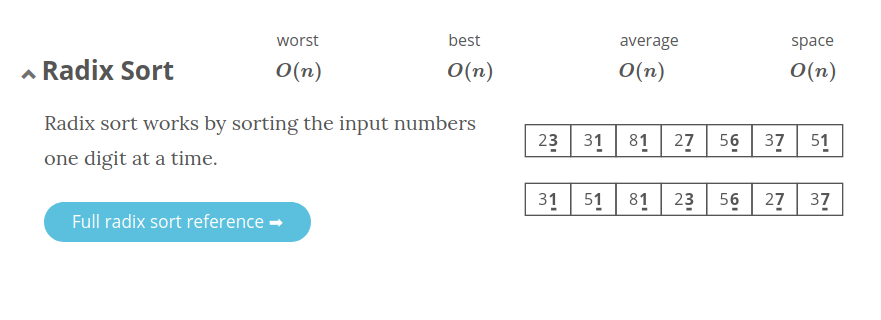 worst best average space
Radix Sort O(n) O(n) O(n) O(n)
Radix sort works by sorting the input numbers
one digit at a time.
Full radix sort reference ➡
23 31 81 27 56 37 51
31 51 81 23 56 27 37